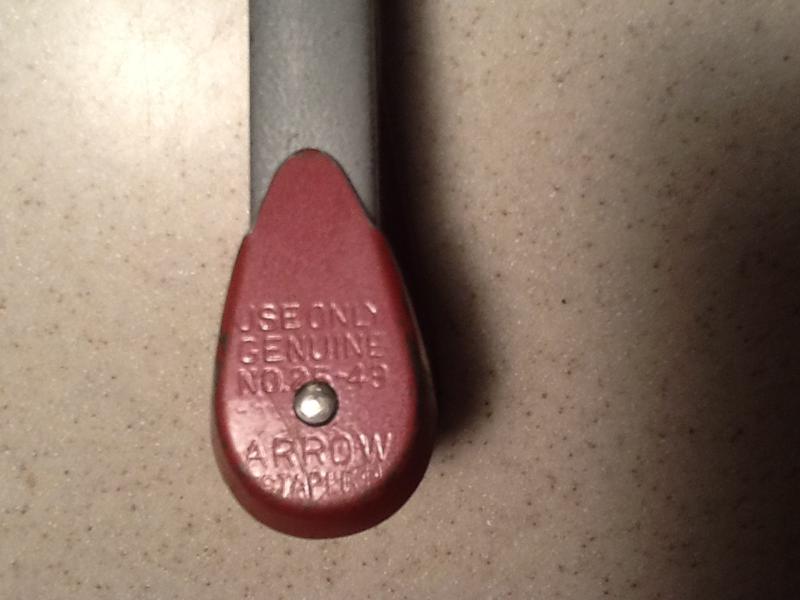 USE ONLY
GENUINE
NO. 25-49
ARROW
STAPLES